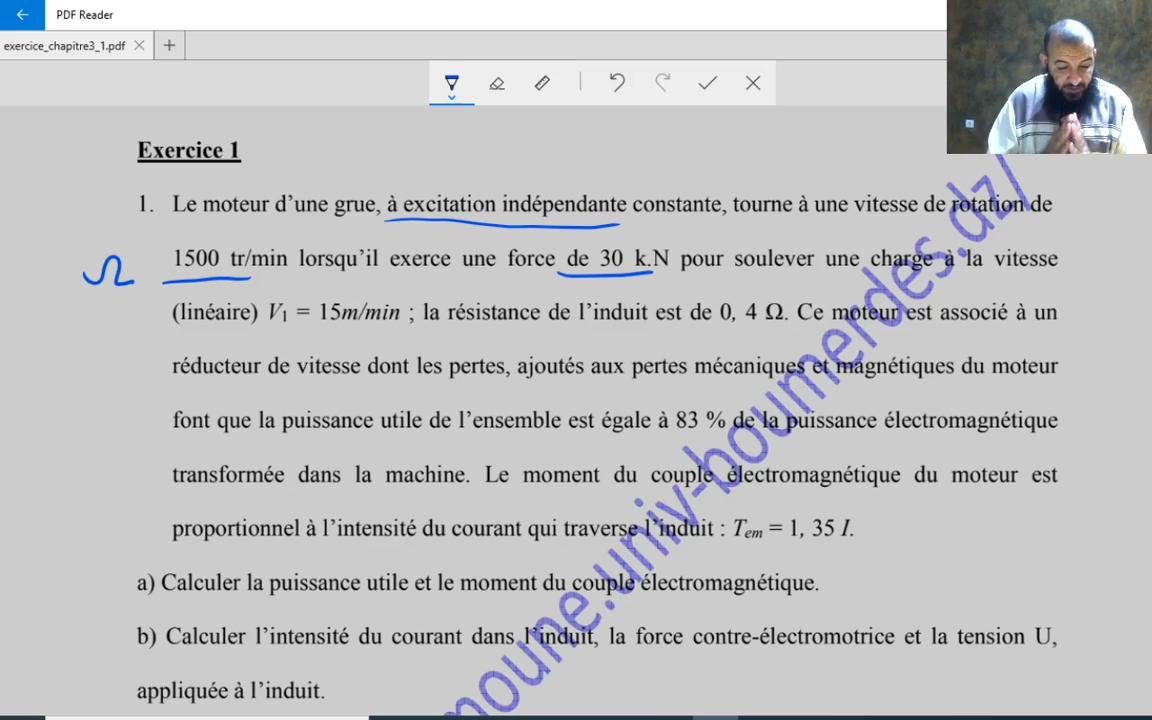 PDF Reader
exercice_chapitre3_1.pdf
Exercice 1
1. Le moteur d’une grue, à excitation indépendante constante, tourne à une vitesse de rotation de
1500 tr/min lorsqu’il exerce une force de 30 k.N pour soulever une charge à la vitesse
Ω
(linéaire) V1 = 15m/min ; la résistance de l’induit est de 0, 4 Ω. Ce moteur est associé à un
réducteur de vitesse dont les pertes, ajoutés aux pertes mécaniques et magnétiques du moteur
font que la puissance utile de l’ensemble est égale à 83 % de la puissance électromagnétique
transformée dans la machine. Le moment du couple électromagnétique du moteur est
proportionnel à l’intensité du courant qui traverse l’induit : Tem = 1, 35 I.
a) Calculer la puissance utile et le moment du couple électromagnétique.
b) Calculer l’intensité du courant dans l’induit, la force contre-électromotrice et la tension U,
appliquée à l’induit.
moune.univ-boumerdes.dz/